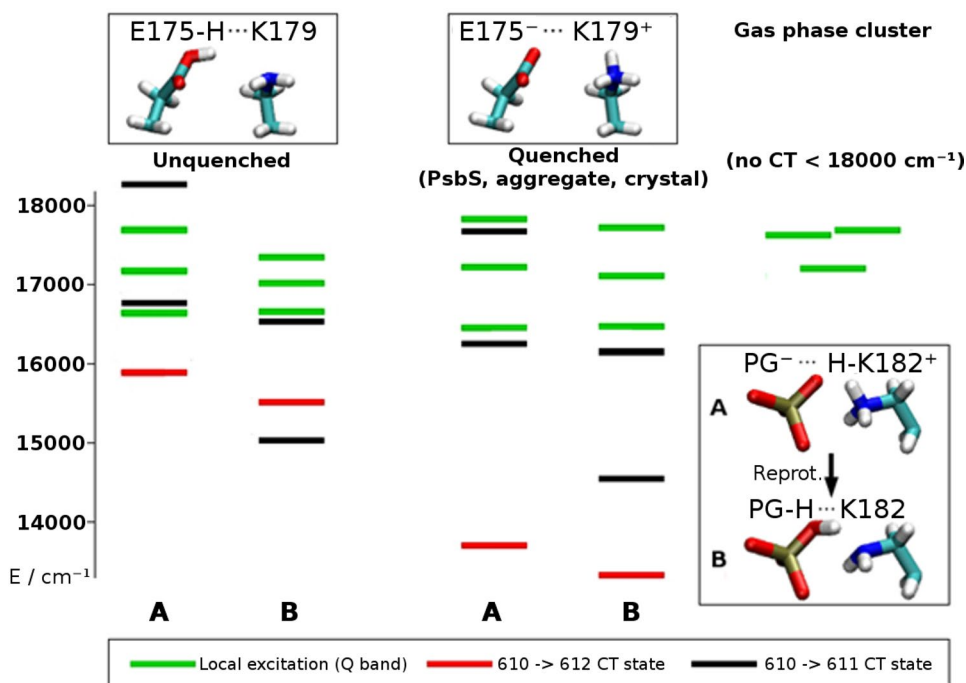 E175-H···K179
E175⁻ ··· K179⁺
Gas phase cluster
Unquenched
Quenched
(PsbS, aggregate, crystal)
(no CT < 18000 cm⁻¹)
18000
17000
16000
15000
14000
E / cm⁻¹
A
B
A
B
PG⁻ ··· H-K182⁺
A
Reprot.
PG-H ··· K182
B
Local excitation (Q band)
610 -> 612 CT state
610 -> 611 CT state